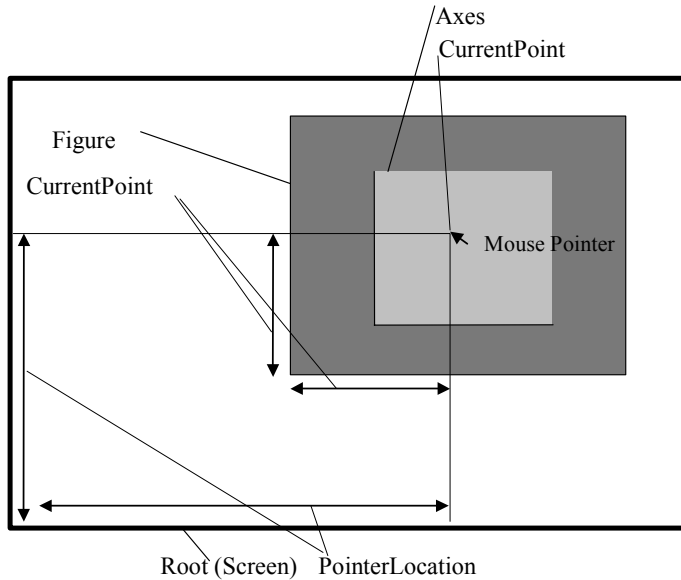 Axes
CurrentPoint
Figure
CurrentPoint
Mouse Pointer
Root (Screen)
PointerLocation